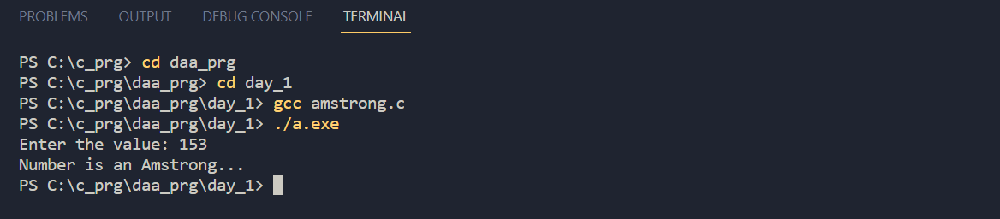 PROBLEMS OUTPUT DEBUG CONSOLE TERMINAL
PS C:\c_prg> cd daa_prg
PS C:\c_prg\daa_prg> cd day_1
PS C:\c_prg\daa_prg\day_1> gcc amstrong.c
PS C:\c_prg\daa_prg\day_1> ./a.exe
Enter the value: 153
Number is an Amstrong...
PS C:\c_prg\daa_prg\day_1>